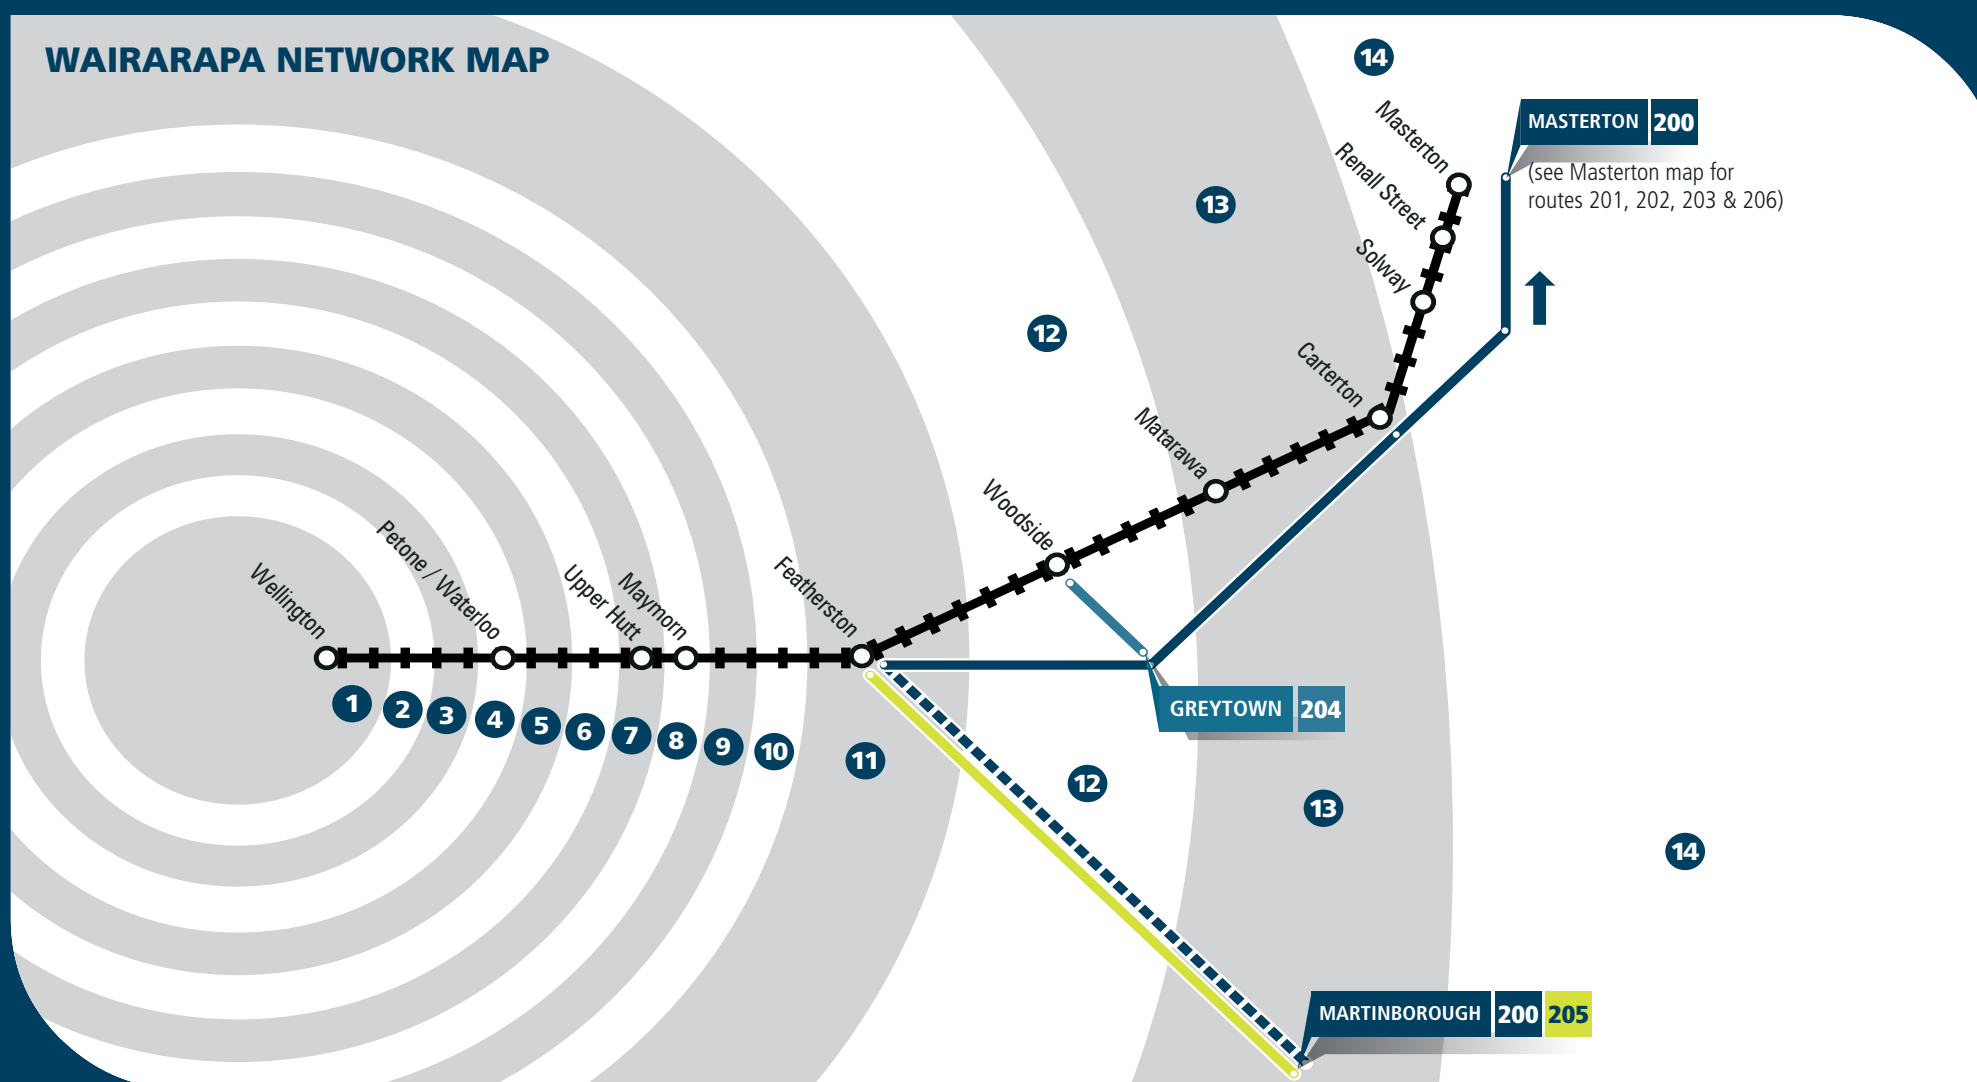 WAIRARAPA NETWORK MAP
14
Masterton
MASTERTON 200
(see Masterton map for
routes 201, 202, 203 & 206)
Renall Street
13
Solway
12
Carterton
Matarawa
Woodside
Petone / Waterloo
Wellington
Upper Hutt
Maymorn
Featherston
1
2
3
4
5
6
7
8
9
10
11
GREYTOWN 204
12
13
14
MARTINBOROUGH 200 205